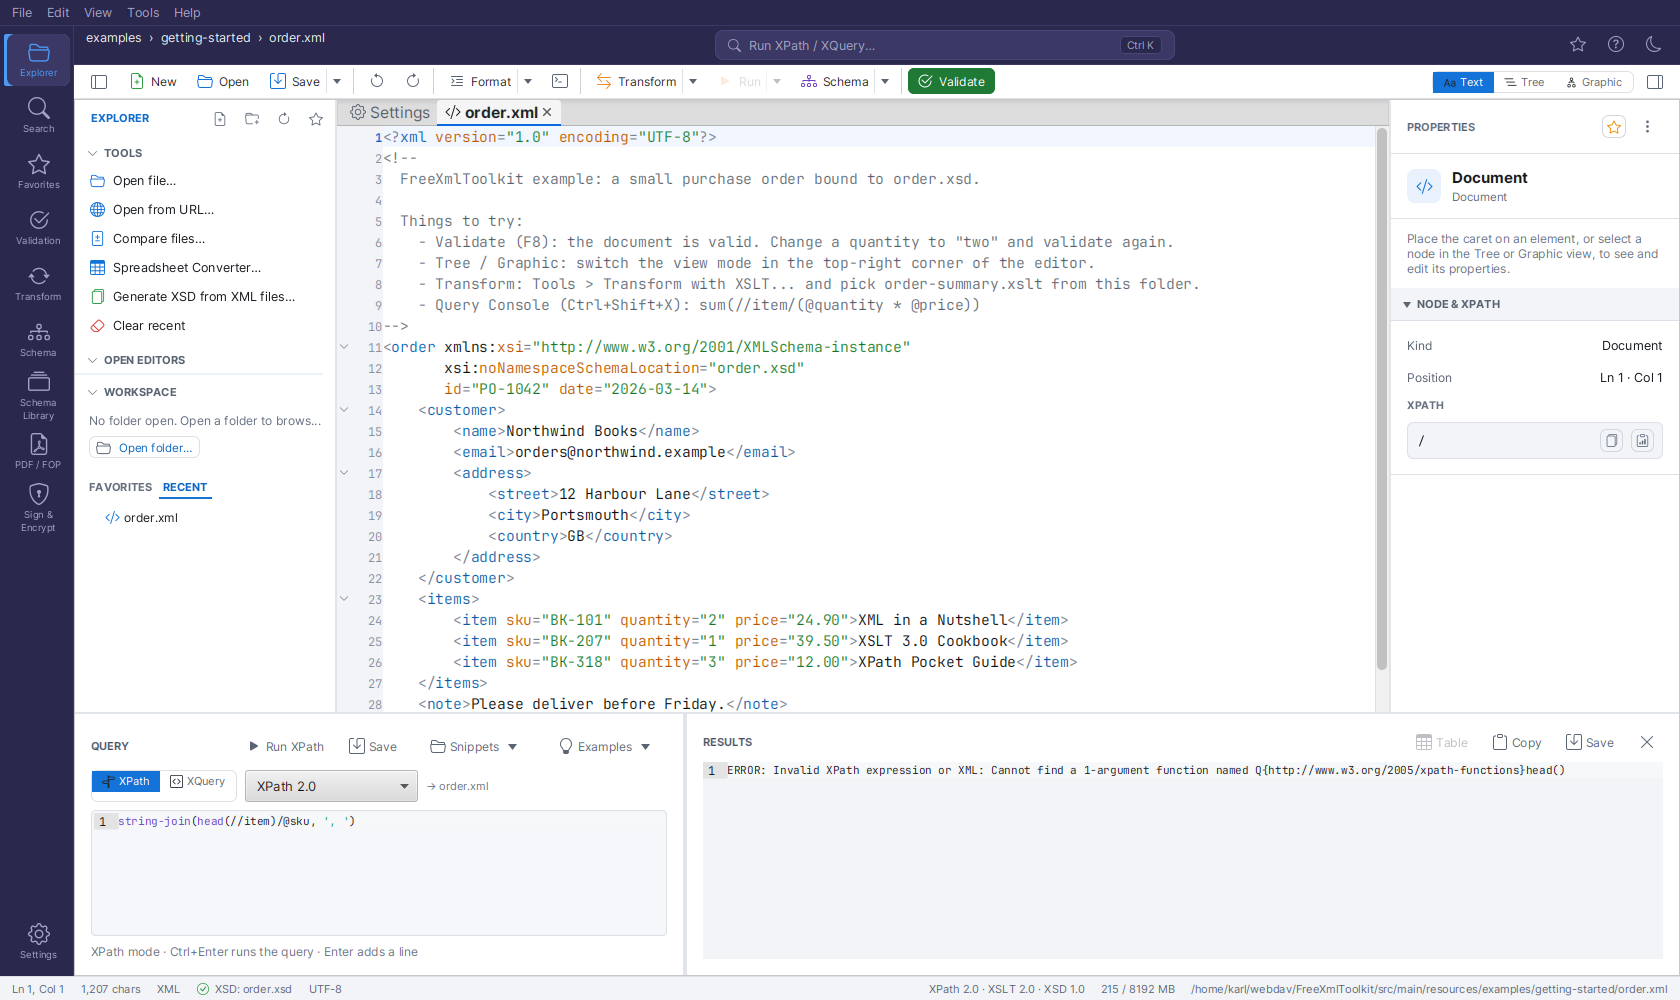 File Edit View Tools Help
examples › getting-started › order.xml
Run XPath / XQuery... Ctrl K
Explorer
Search
Favorites
Validation
Transform
Schema
Schema Library
PDF / FOP
Sign & Encrypt
Settings
New Open Save Format Transform Run Schema Validate
Aa Text Tree Graphic
EXPLORER
TOOLS
Open file...
Open from URL...
Compare files...
Spreadsheet Converter...
Generate XSD from XML files...
Clear recent
OPEN EDITORS
WORKSPACE
No folder open. Open a folder to brows...
Open folder...
FAVORITES RECENT
order.xml
Settings order.xml
1 <?xml version="1.0" encoding="UTF-8"?>
2 <!--
3   FreeXmlToolkit example: a small purchase order bound to order.xsd.
4
5   Things to try:
6     - Validate (F8): the document is valid. Change a quantity to "two" and validate again.
7     - Tree / Graphic: switch the view mode in the top-right corner of the editor.
8     - Transform: Tools > Transform with XSLT... and pick order-summary.xslt from this folder.
9     - Query Console (Ctrl+Shift+X): sum(//item/(@quantity * @price))
10 -->
11 <order xmlns:xsi="http://www.w3.org/2001/XMLSchema-instance"
12        xsi:noNamespaceSchemaLocation="order.xsd"
13        id="PO-1042" date="2026-03-14">
14     <customer>
15         <name>Northwind Books</name>
16         <email>orders@northwind.example</email>
17         <address>
18             <street>12 Harbour Lane</street>
19             <city>Portsmouth</city>
20             <country>GB</country>
21         </address>
22     </customer>
23     <items>
24         <item sku="BK-101" quantity="2" price="24.90">XML in a Nutshell</item>
25         <item sku="BK-207" quantity="1" price="39.50">XSLT 3.0 Cookbook</item>
26         <item sku="BK-318" quantity="3" price="12.00">XPath Pocket Guide</item>
27     </items>
28     <note>Please deliver before Friday.</note>
PROPERTIES
Document
Document
Place the caret on an element, or select a
node in the Tree or Graphic view, to see and
edit its properties.
NODE & XPATH
Kind Document
Position Ln 1 · Col 1
XPATH
/
QUERY Run XPath Save Snippets Examples
XPath XQuery XPath 2.0 → order.xml
1 string-join(head(//item)/@sku, ', ')
XPath mode · Ctrl+Enter runs the query · Enter adds a line
RESULTS Table Copy Save
1 ERROR: Invalid XPath expression or XML: Cannot find a 1-argument function named Q{http://www.w3.org/2005/xpath-functions}head()
Ln 1, Col 1 1,207 chars XML XSD: order.xsd UTF-8 XPath 2.0 · XSLT 2.0 · XSD 1.0 215 / 8192 MB /home/karl/webdav/FreeXmlToolkit/src/main/resources/examples/getting-started/order.xml